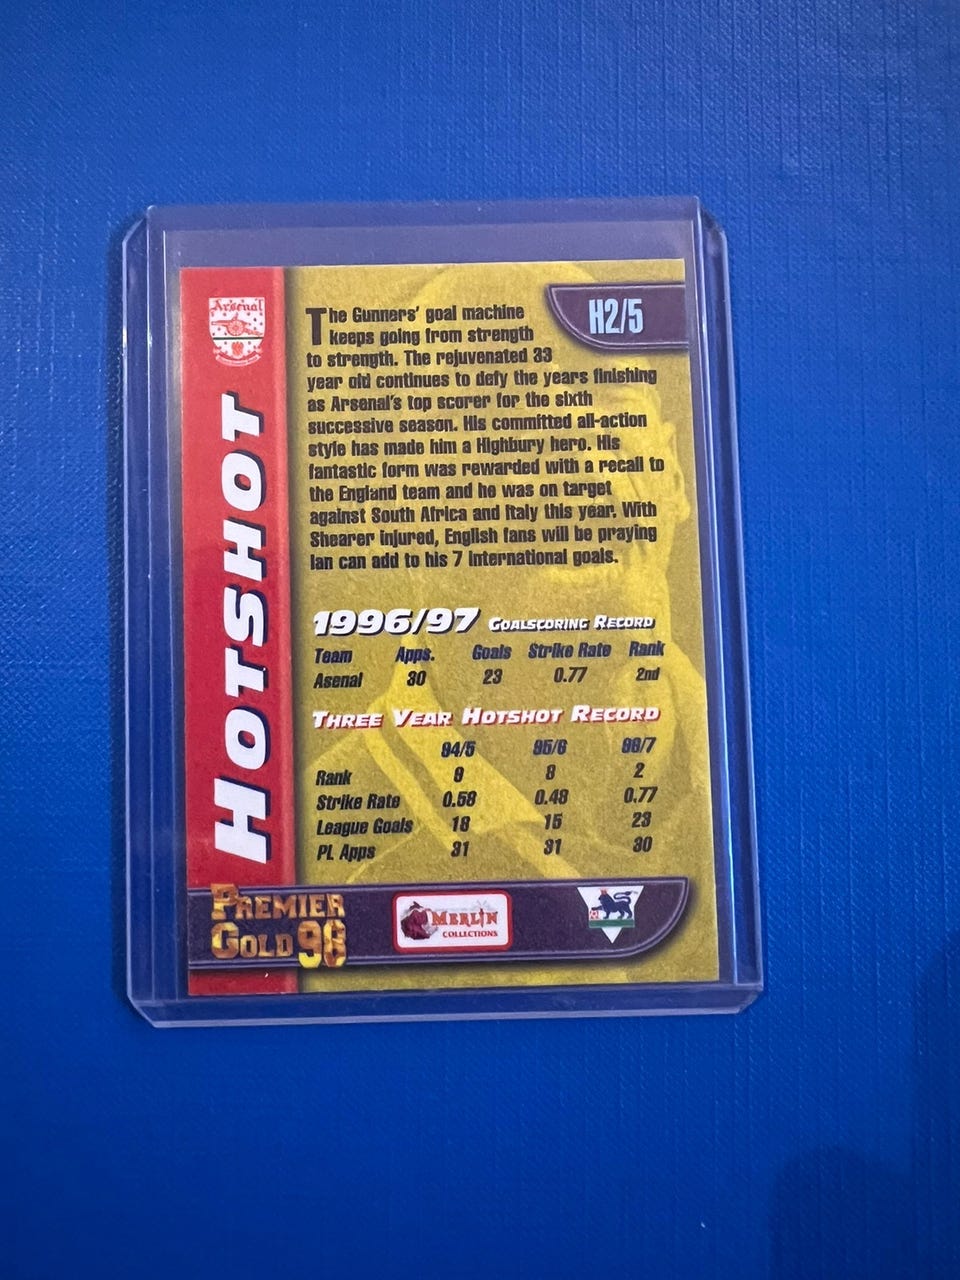 Arsenal
H2/5
The Gunners' goal machine
keeps going from strength
to strength. The rejuvenated 33
year old continues to defy the years finishing
as Arsenal's top scorer for the sixth
successive season. His committed all-action
style has made him a Highbury hero. His
fantastic form was rewarded with a recall to
the England team and he was on target
against South Africa and Italy this year. With
Shearer injured, English fans will be praying
Ian can add to his 7 international goals.
HOTSHOT
1996/97 GOALSCORING RECORD
Team Apps. Goals Strike Rate Rank
Asenal 30 23 0.77 2nd
THREE YEAR HOTSHOT RECORD
94/5 95/6 96/7
Rank 9 8 2
Strike Rate 0.58 0.48 0.77
League Goals 18 15 23
PL Apps 31 31 30
PREMIER
GOLD 98
MERLIN
COLLECTIONS